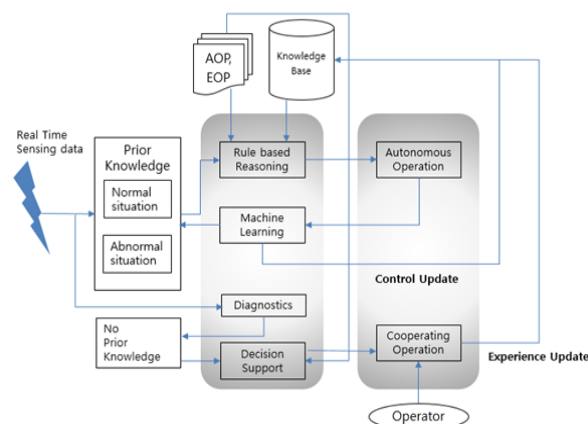 AOP,
EOP
Knowledge
Base
Real Time
Sensing data
Prior
Knowledge
Normal
situation
Abnormal
situation
Rule based
Reasoning
Autonomous
Operation
Machine
Learning
Control Update
Diagnostics
No
Prior
Knowledge
Decision
Support
Cooperating
Operation
Experience Update
Operator